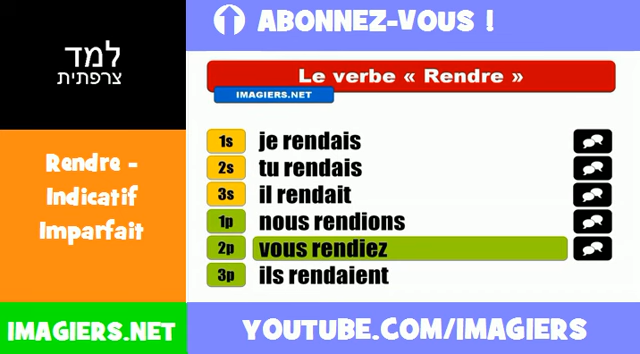 למד
צרפתית
ABONNEZ-VOUS !
Le verbe « Rendre »
IMAGIERS.NET
Rendre -
Indicatif
Imparfait
1s je rendais
2s tu rendais
3s il rendait
1p nous rendions
2p vous rendiez
3p ils rendaient
IMAGIERS.NET
YOUTUBE.COM/IMAGIERS